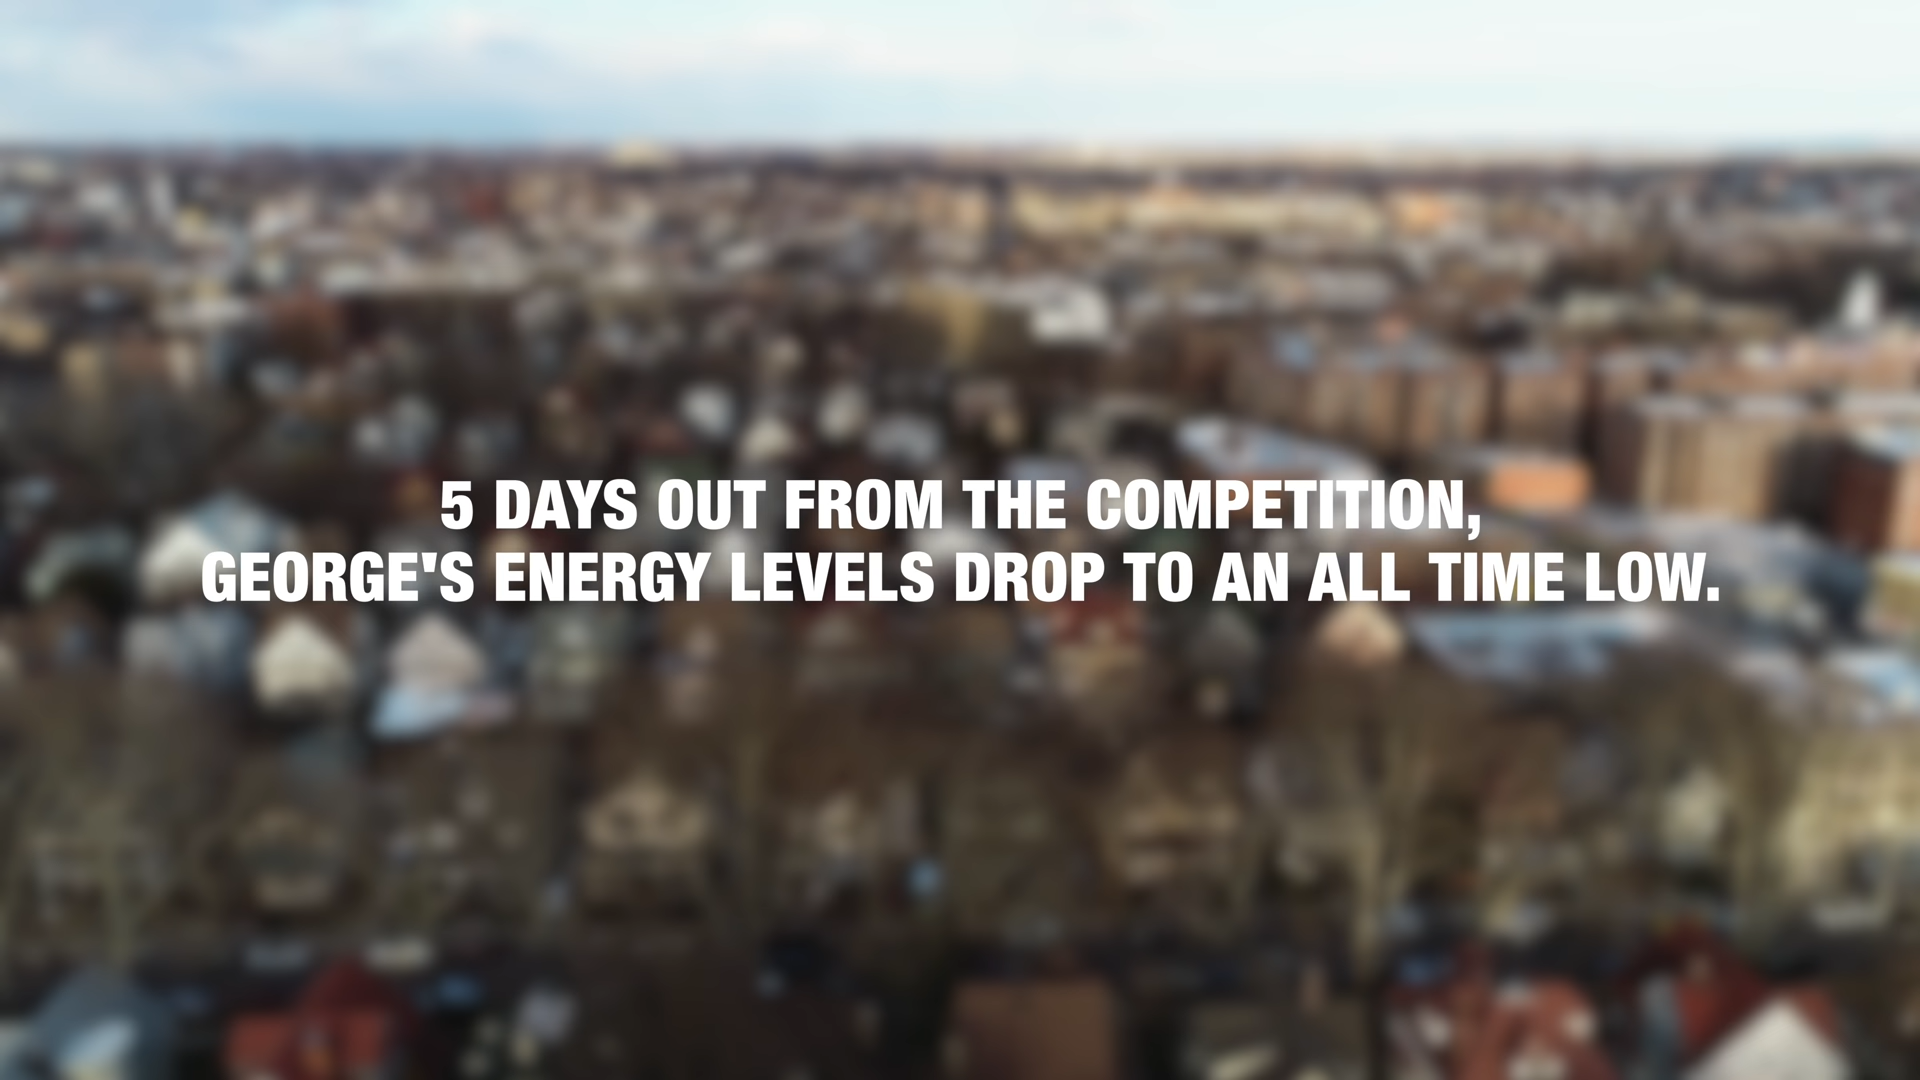 5 DAYS OUT FROM THE COMPETITION,
GEORGE'S ENERGY LEVELS DROP TO AN ALL TIME LOW.